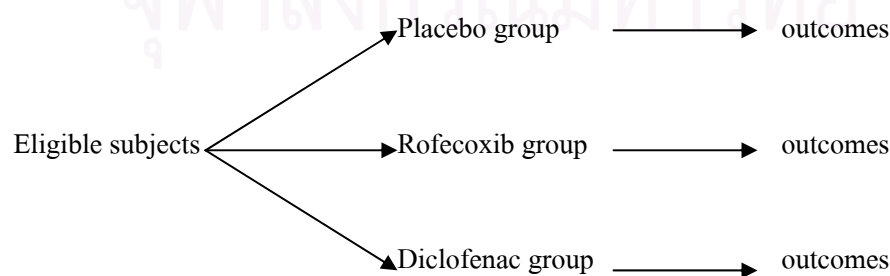 Placebo group outcomes
Eligible subjects Rofecoxib group outcomes
Diclofenac group outcomes